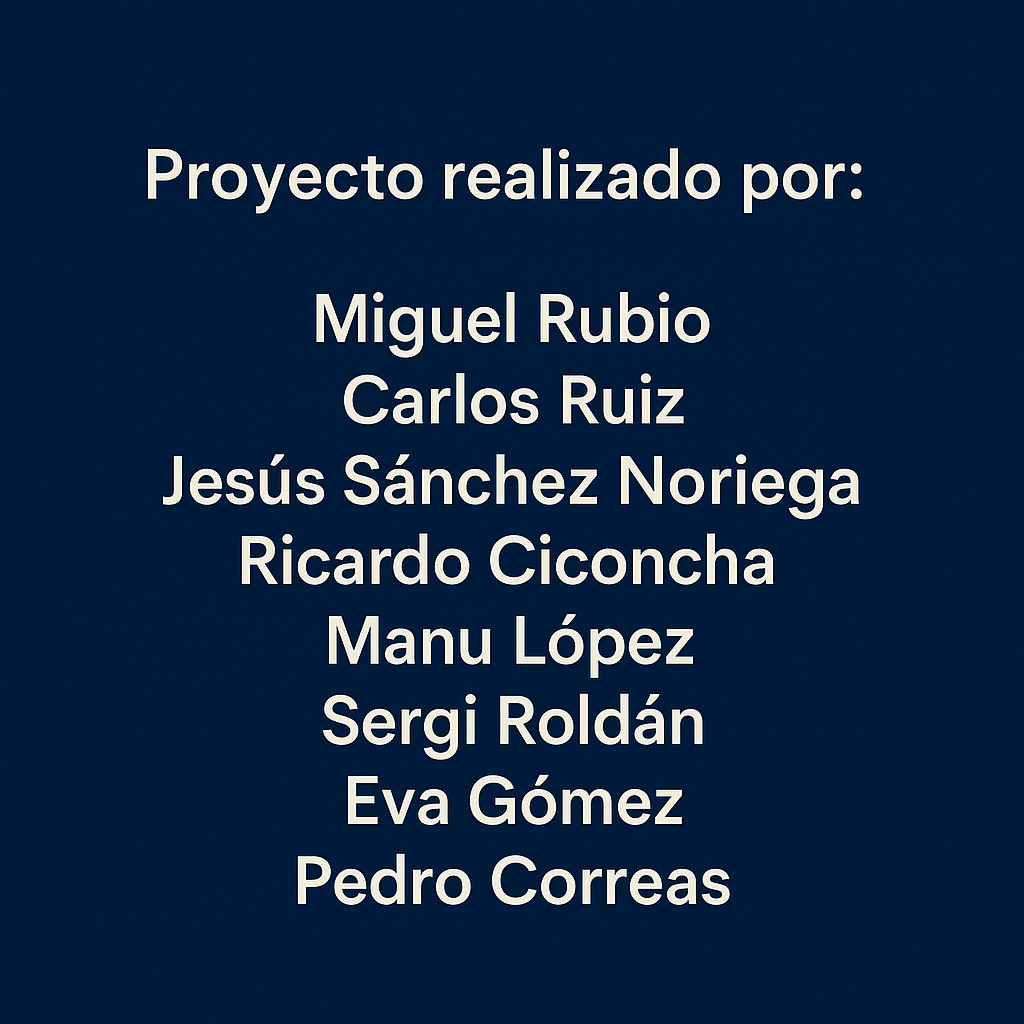 Proyecto realizado por:
Miguel Rubio
Carlos Ruiz
Jesús Sánchez Noriega
Ricardo Ciconcha
Manu López
Sergi Roldán
Eva Gómez
Pedro Correas